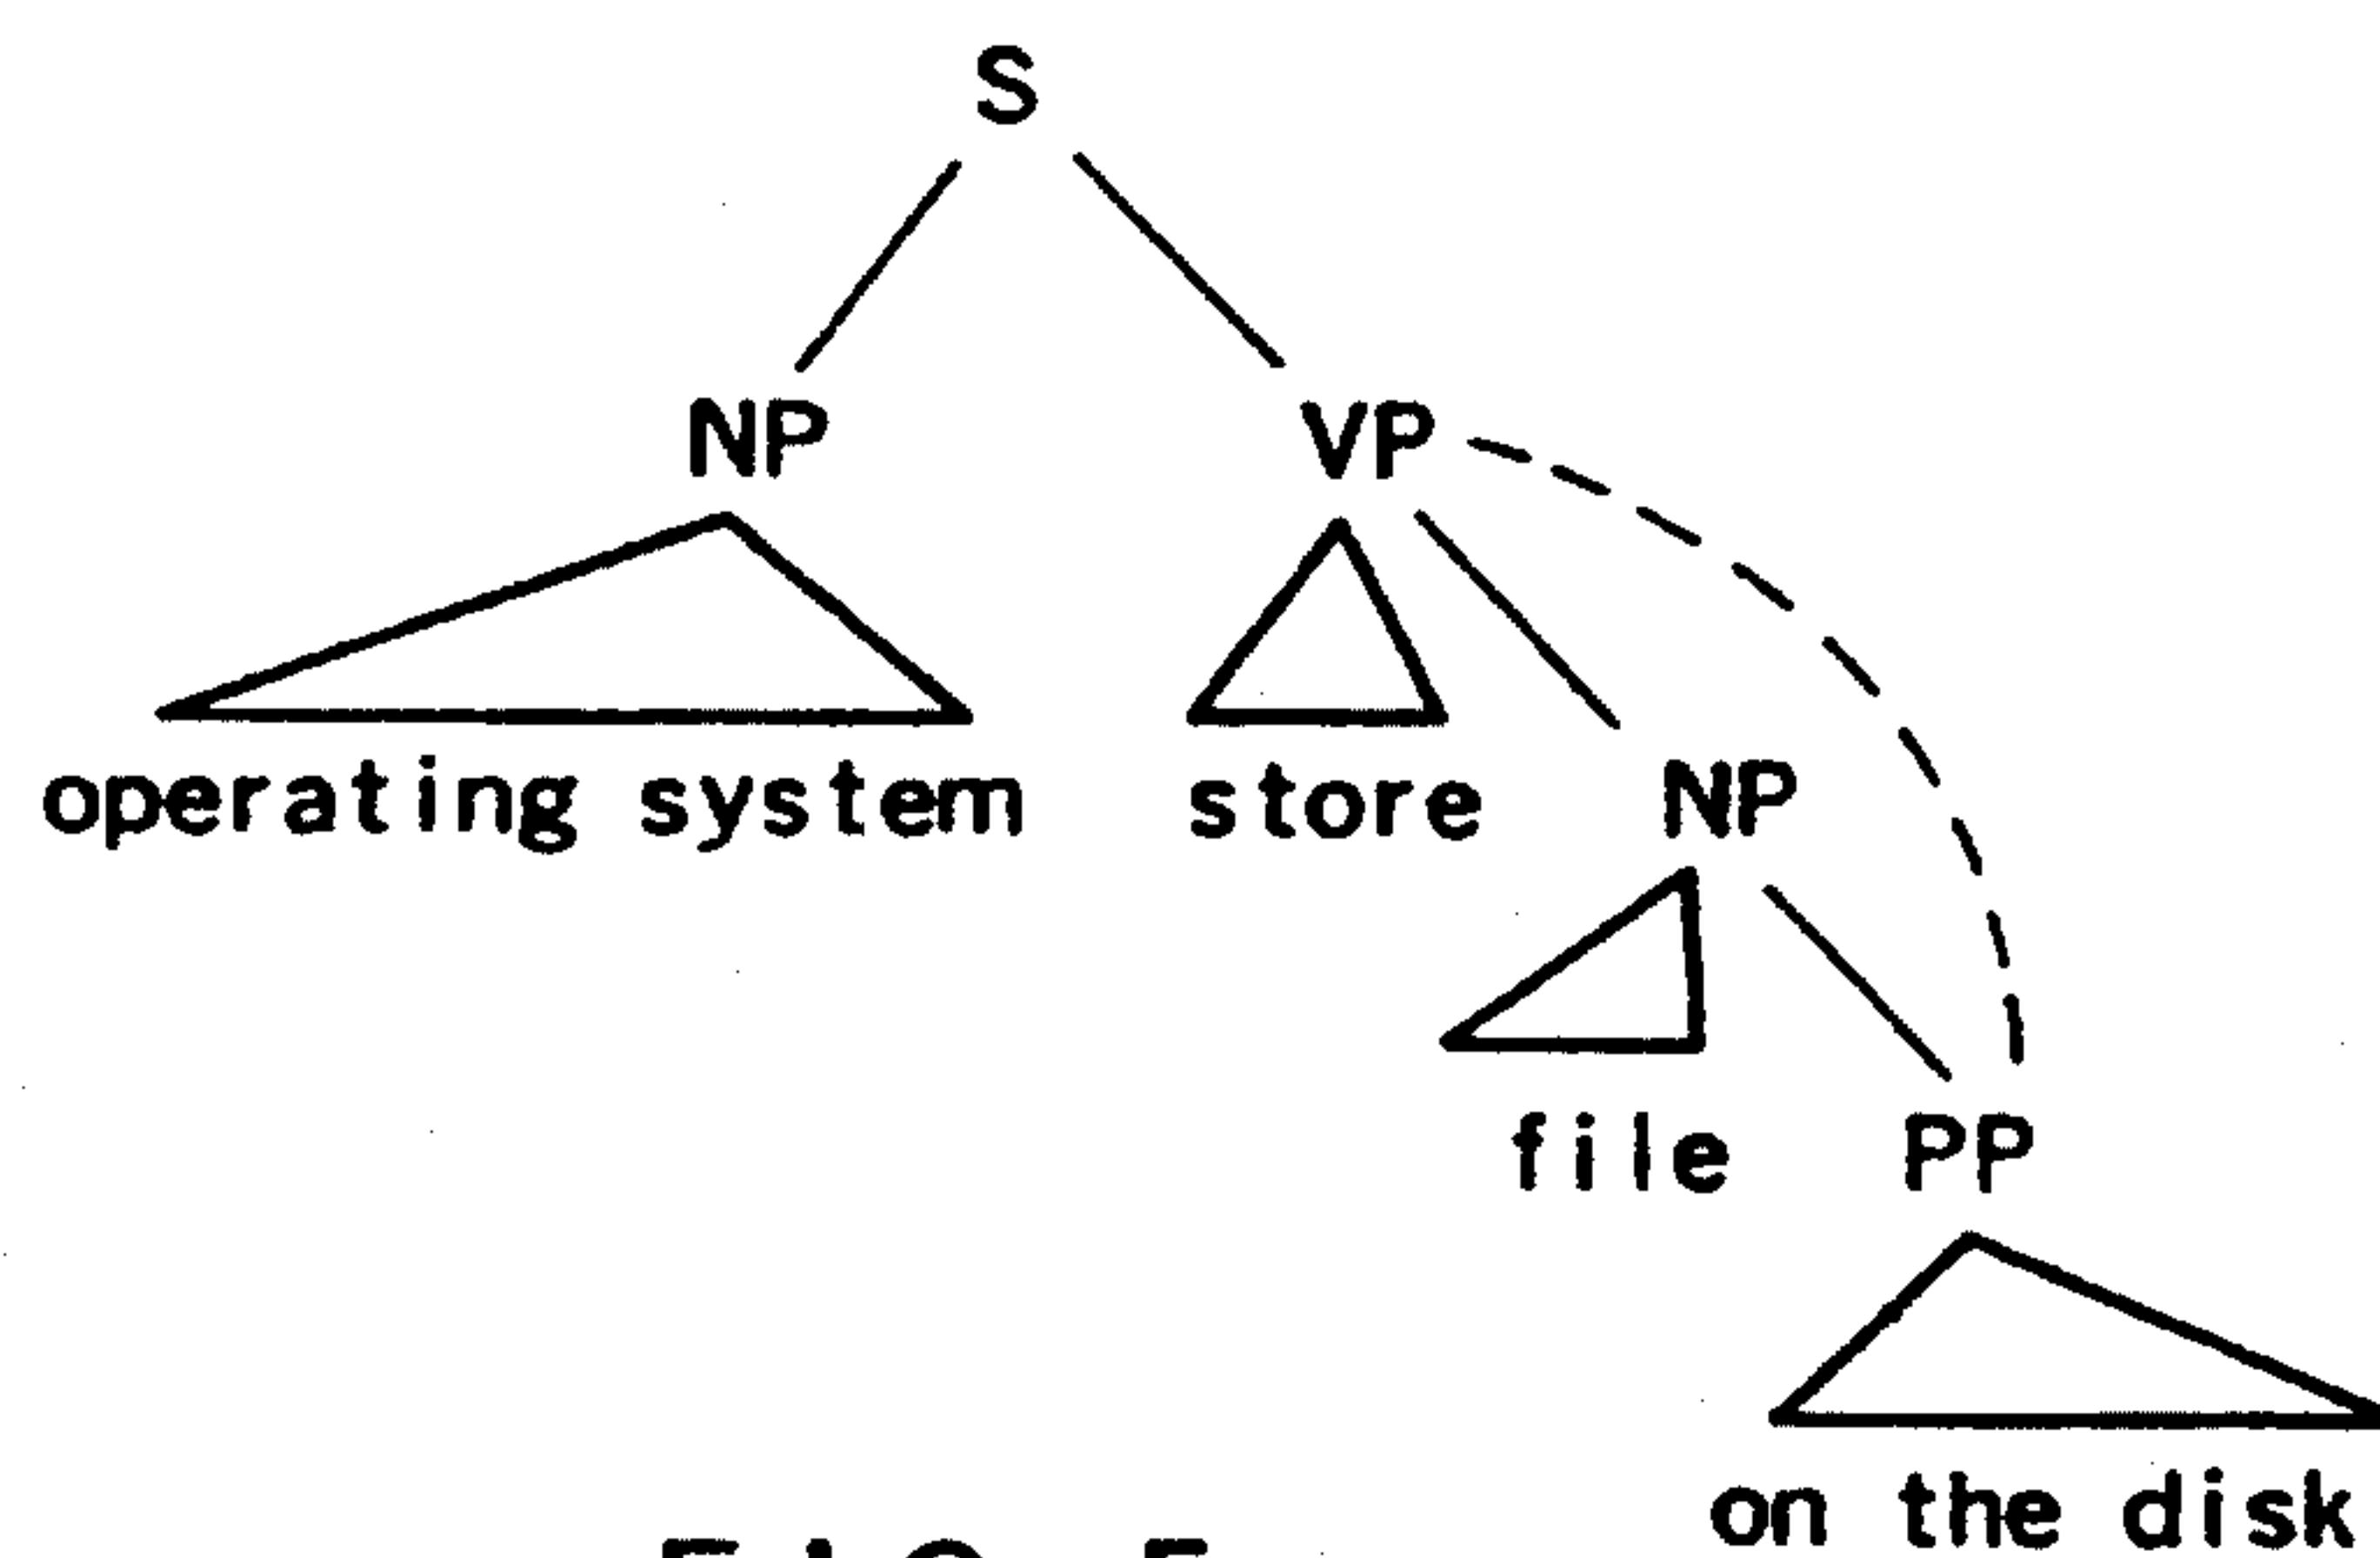 S
NP VP
operating system store NP
file PP
on the disk